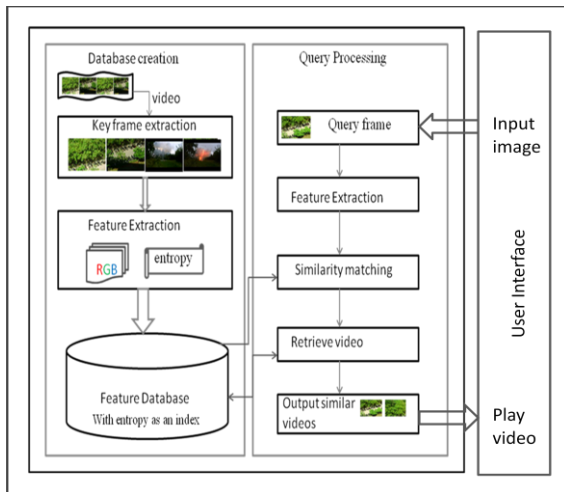 Database creation
video
Key frame extraction
Feature Extraction
RGB
entropy
Feature Database
With entropy as an index
Query Processing
Query frame
Feature Extraction
Similarity matching
Retrieve video
Output similar
videos
Input
image
User Interface
Play
video